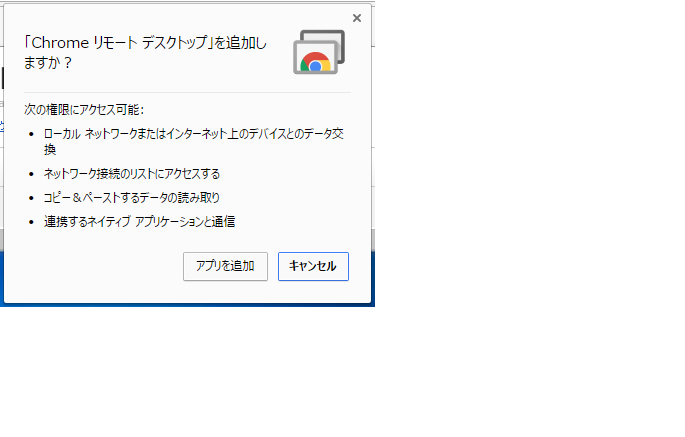 「Chrome リモート デスクトップ」を追加し
ますか？
次の権限にアクセス可能:
ローカル ネットワークまたはインターネット上のデバイスとのデータ交
換
ネットワーク接続のリストにアクセスする
コピー＆ペーストするデータの読み取り
連携するネイティブ アプリケーションと通信
アプリを追加
キャンセル